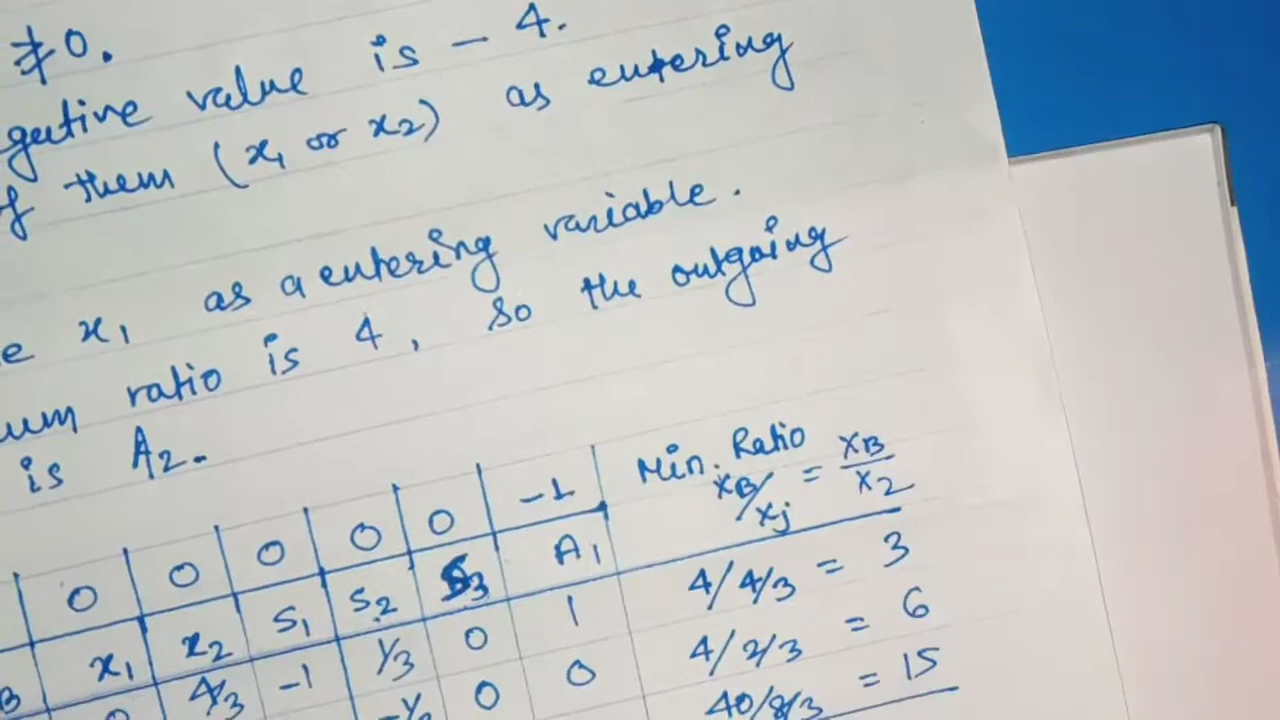 ≠0.
gative value is - 4.
f them (x1 or x2) as entering
e x1 as a entering variable.
um ratio is 4, so the outgoing
is A2.
0 0 0 0 0 -1 Min. Ratio XB/Xj = XB/X2
B x1 x2 S1 S2 S3 A1
0 4/3 -1 1/3 0 1 4/4/3 = 3
0 0 4/2/3 = 6
40/8/3 = 15